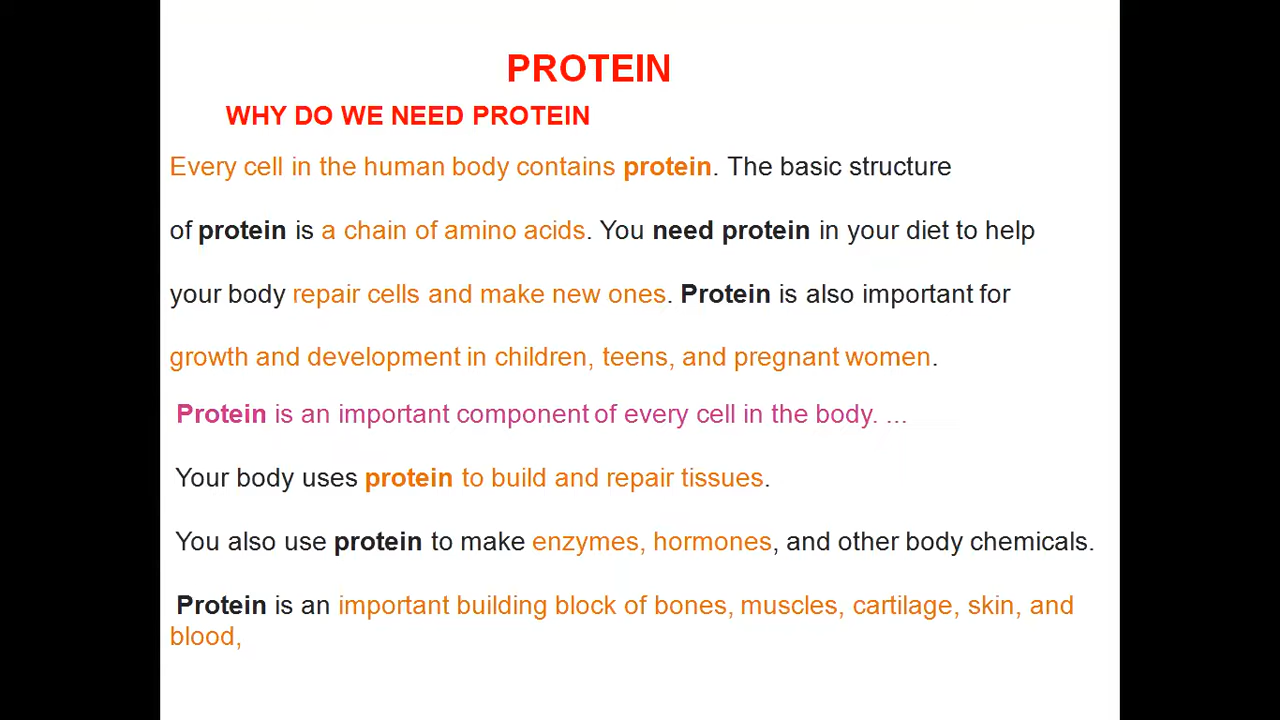 PROTEIN
WHY DO WE NEED PROTEIN
Every cell in the human body contains protein. The basic structure
of protein is a chain of amino acids. You need protein in your diet to help
your body repair cells and make new ones. Protein is also important for
growth and development in children, teens, and pregnant women.
Protein is an important component of every cell in the body. ...
Your body uses protein to build and repair tissues.
You also use protein to make enzymes, hormones, and other body chemicals.
Protein is an important building block of bones, muscles, cartilage, skin, and
blood,